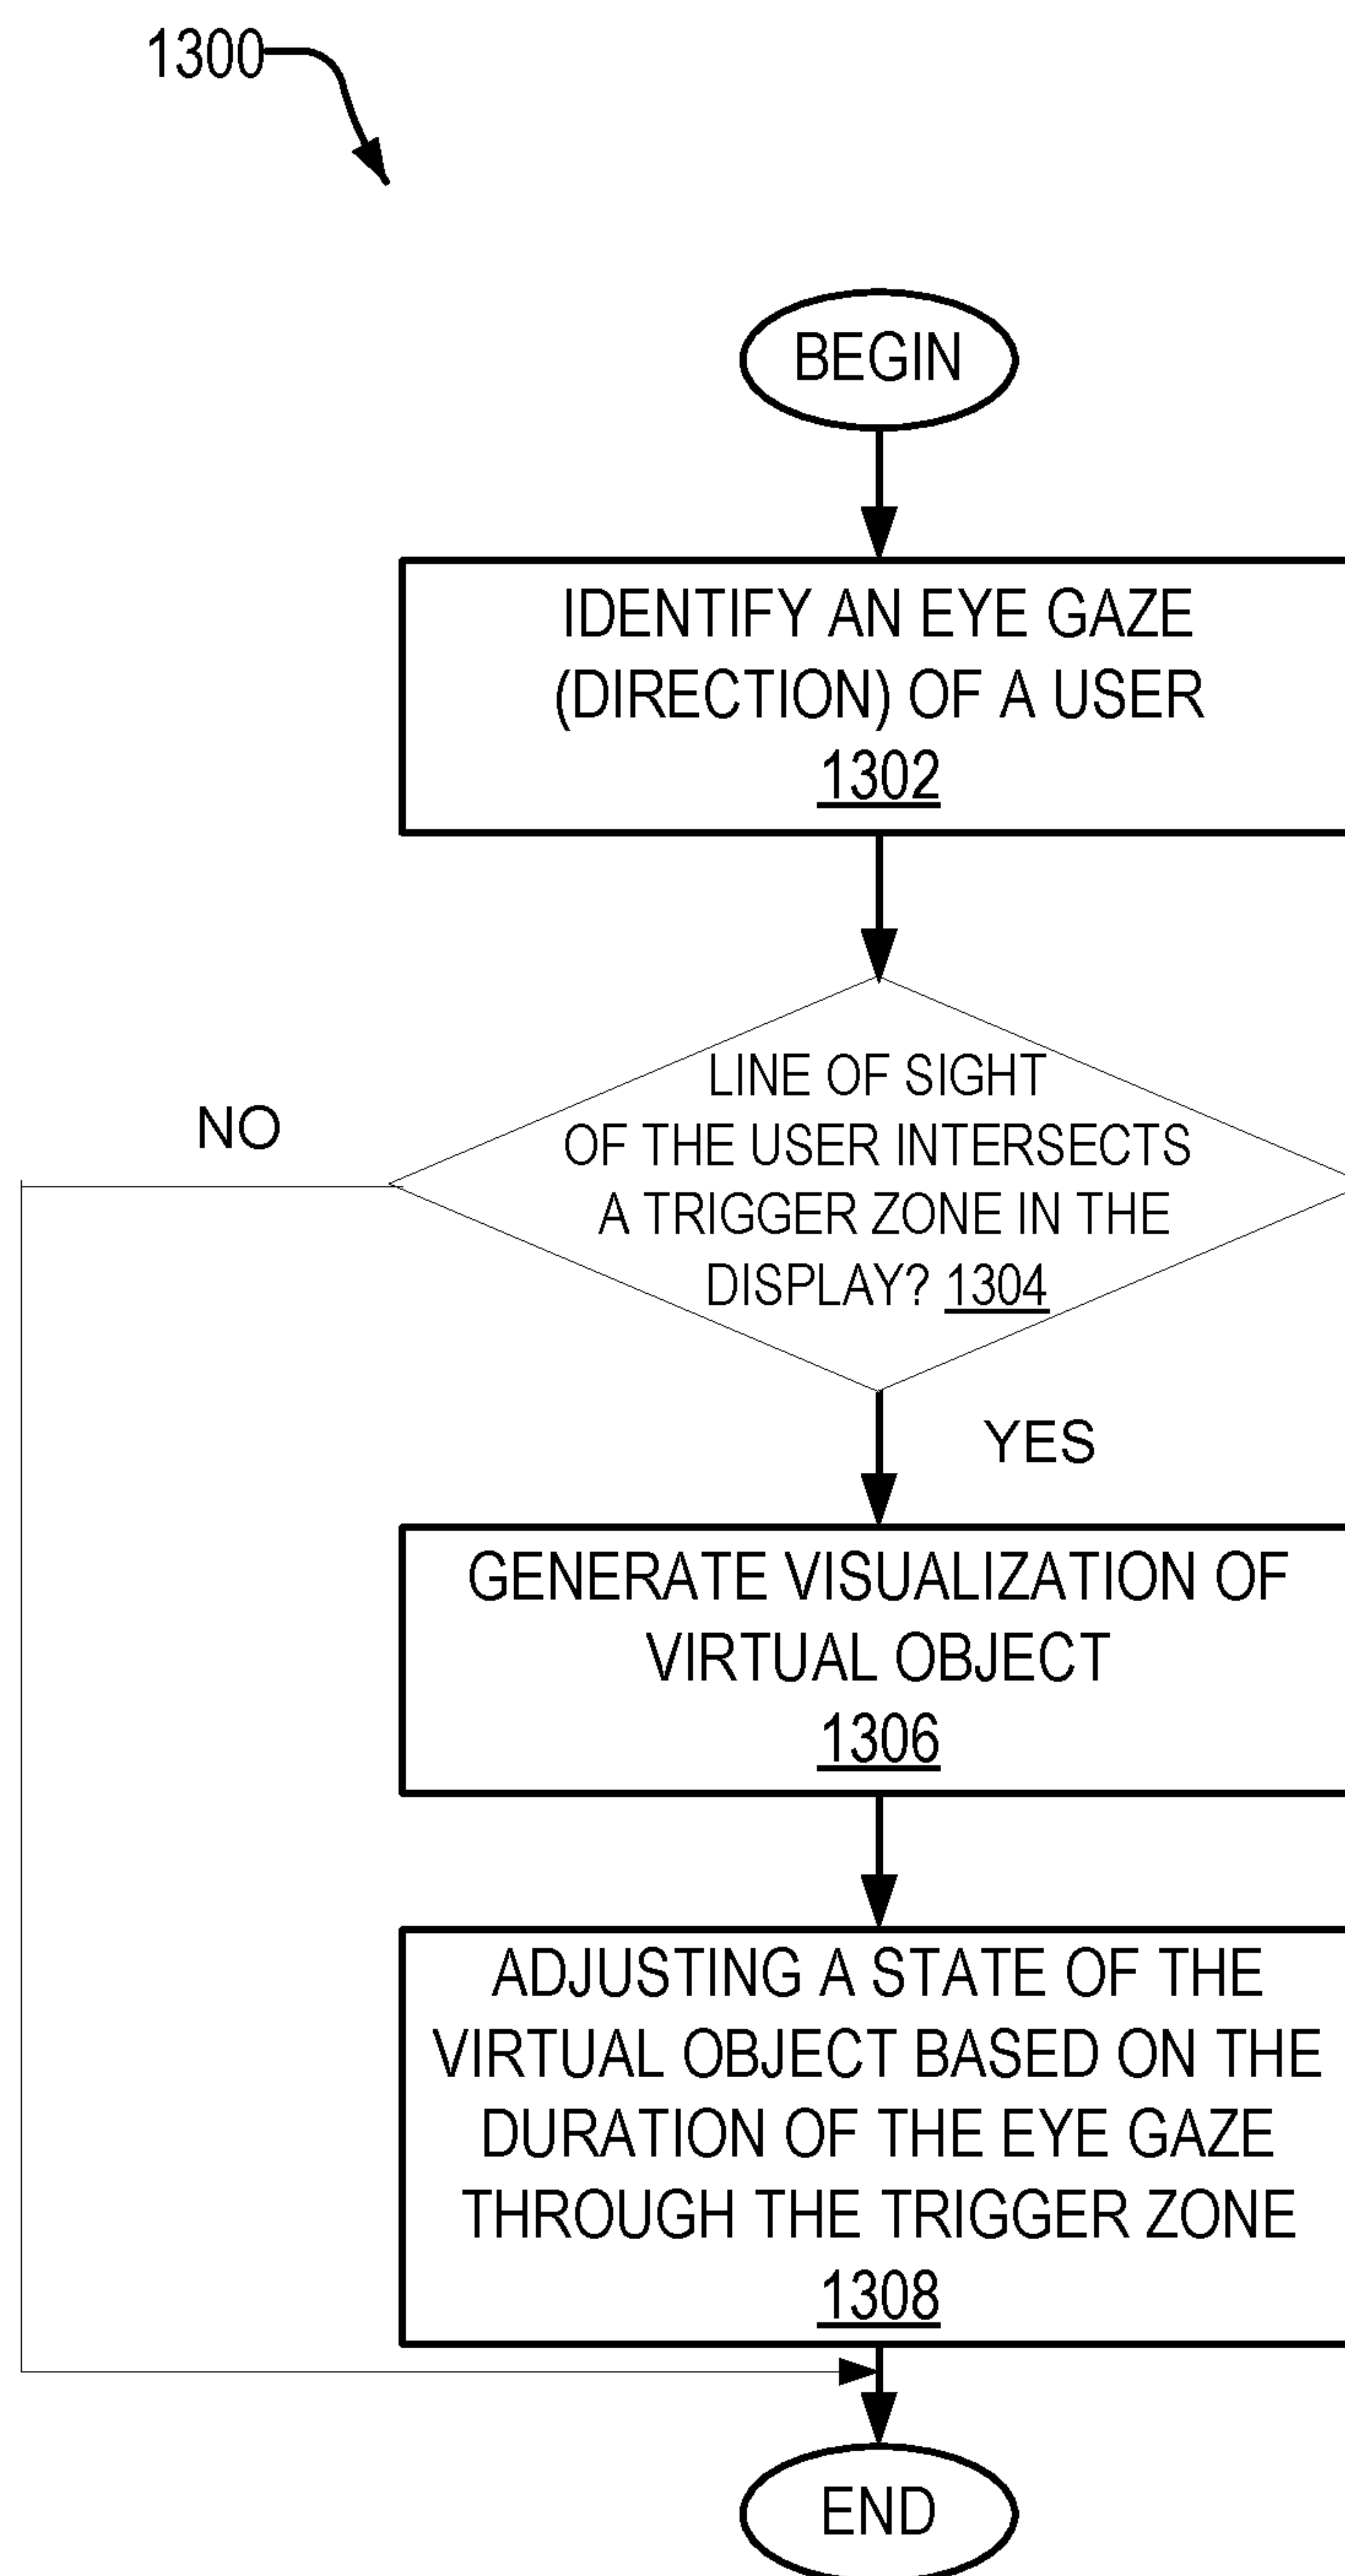 1300
BEGIN
IDENTIFY AN EYE GAZE
(DIRECTION) OF A USER
1302
LINE OF SIGHT
OF THE USER INTERSECTS
A TRIGGER ZONE IN THE
DISPLAY? 1304
NO
YES
GENERATE VISUALIZATION OF
VIRTUAL OBJECT
1306
ADJUSTING A STATE OF THE
VIRTUAL OBJECT BASED ON THE
DURATION OF THE EYE GAZE
THROUGH THE TRIGGER ZONE
1308
END